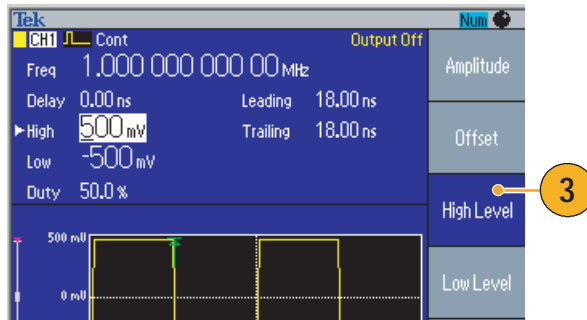 Tek Num
CH1 Cont Output Off
Freq 1.000 000 000 00 MHz
Delay 0.00 ns Leading 18.00 ns
High 500 mV Trailing 18.00 ns
Low -500 mV
Duty 50.0 %
500 mV
0 mV
Amplitude
Offset
High Level
Low Level
3